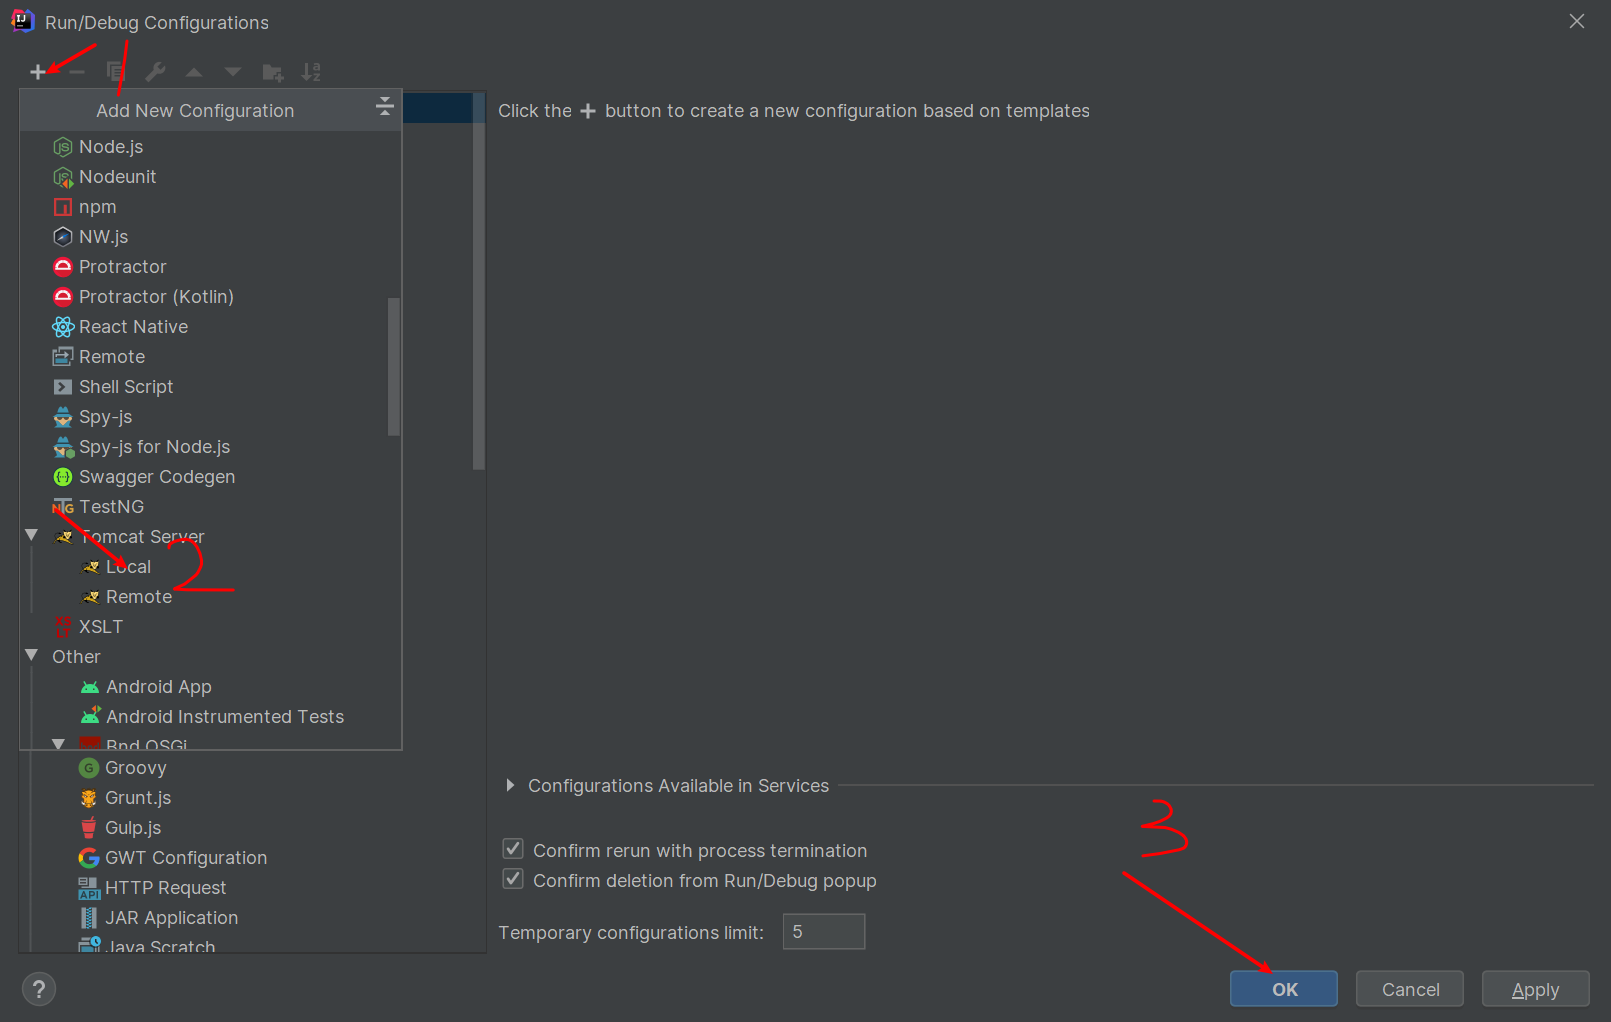 Run/Debug Configurations
Add New Configuration
Click the + button to create a new configuration based on templates
Node.js
Nodeunit
npm
NW.js
Protractor
Protractor (Kotlin)
React Native
Remote
Shell Script
Spy-js
Spy-js for Node.js
Swagger Codegen
TestNG
Tomcat Server
Local
2
Remote
XSLT
Other
Android App
Android Instrumented Tests
Bnd OSGi
Groovy
Grunt.js
Gulp.js
GWT Configuration
HTTP Request
JAR Application
Java Scratch
Configurations Available in Services
3
Confirm rerun with process termination
Confirm deletion from Run/Debug popup
Temporary configurations limit: 5
?
OK
Cancel
Apply